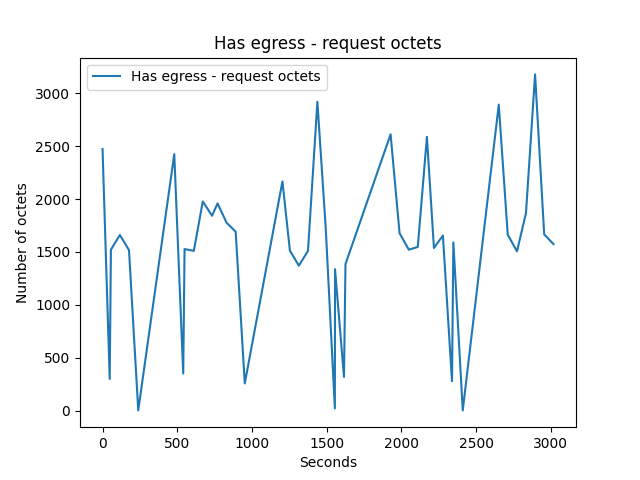 Has egress - request octets
Has egress - request octets
Number of octets
3000
2500
2000
1500
1000
500
0
0 500 1000 1500 2000 2500 3000
Seconds